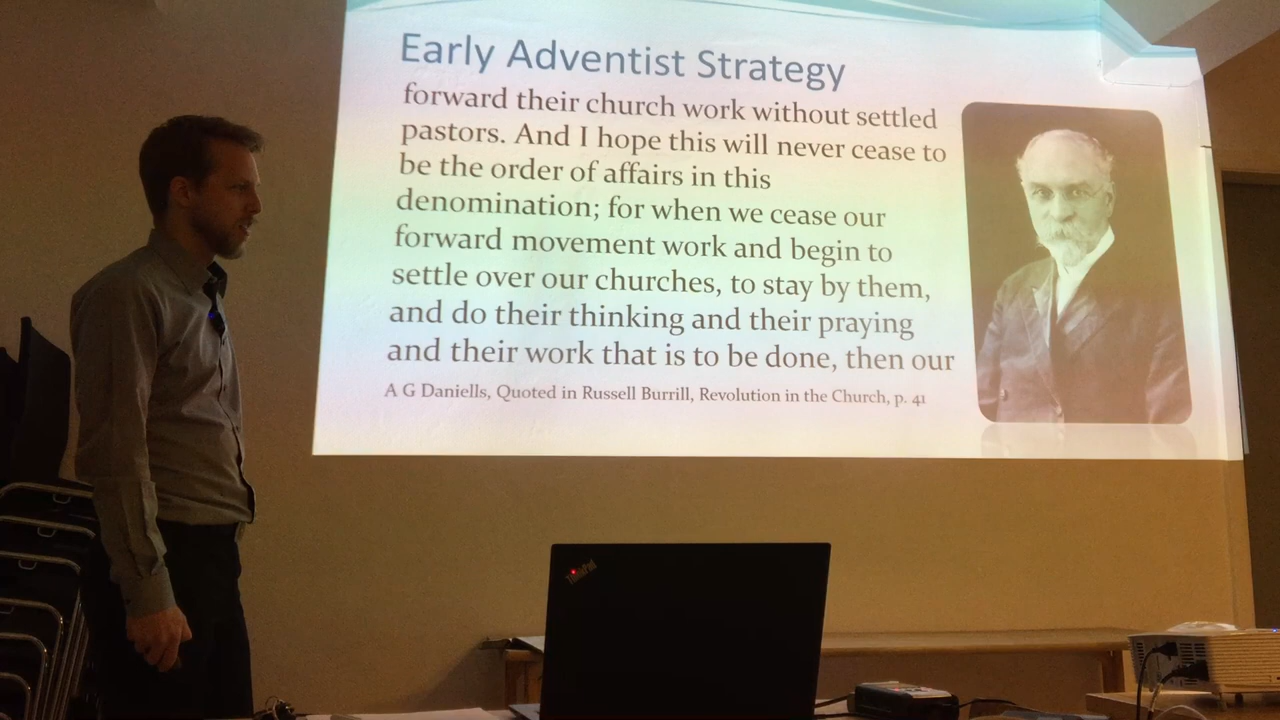 Early Adventist Strategy
forward their church work without settled
pastors. And I hope this will never cease to
be the order of affairs in this
denomination; for when we cease our
forward movement work and begin to
settle over our churches, to stay by them,
and do their thinking and their praying
and their work that is to be done, then our
A G Daniells, Quoted in Russell Burrill, Revolution in the Church, p. 41
ThinkPad